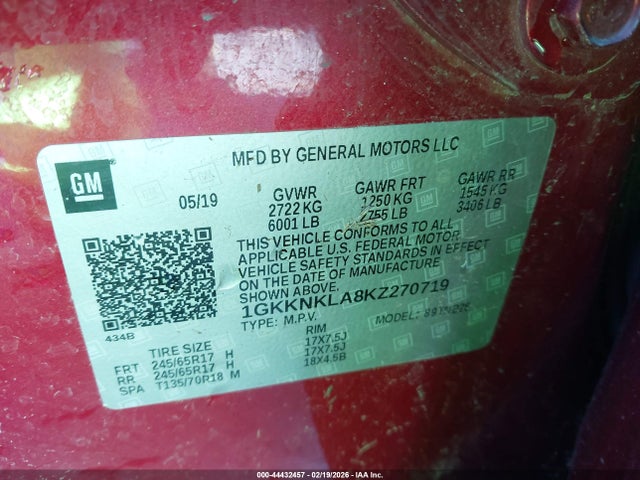 GM
MFD BY GENERAL MOTORS LLC
05/19
GVWR
2722 KG
6001 LB
GAWR FRT
1250 KG
2755 LB
GAWR RR
1545 KG
3406 LB
THIS VEHICLE CONFORMS TO ALL
APPLICABLE U.S. FEDERAL MOTOR
VEHICLE SAFETY STANDARDS IN EFFECT
ON THE DATE OF MANUFACTURE
SHOWN ABOVE.
1GKKNKLA8KZ270719
TYPE: M.P.V. MODEL:
434B
TIRE SIZE RIM
FRT 245/65R17 H 17X7.5J
RR 245/65R17 H 17X7.5J
SPA T135/70R18 M 18X4.5B
000-44432457 - 02/19/2026 - IAA Inc.